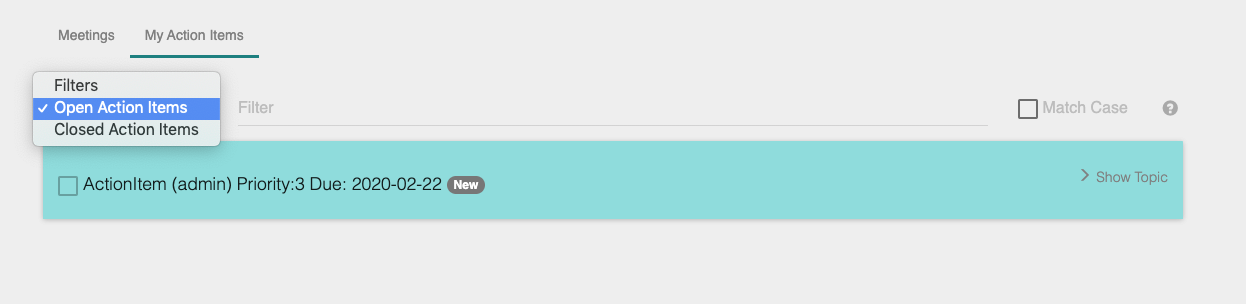 Meetings My Action Items
Filters
Open Action Items
Closed Action Items
Filter Match Case
ActionItem (admin) Priority:3 Due: 2020-02-22 New Show Topic